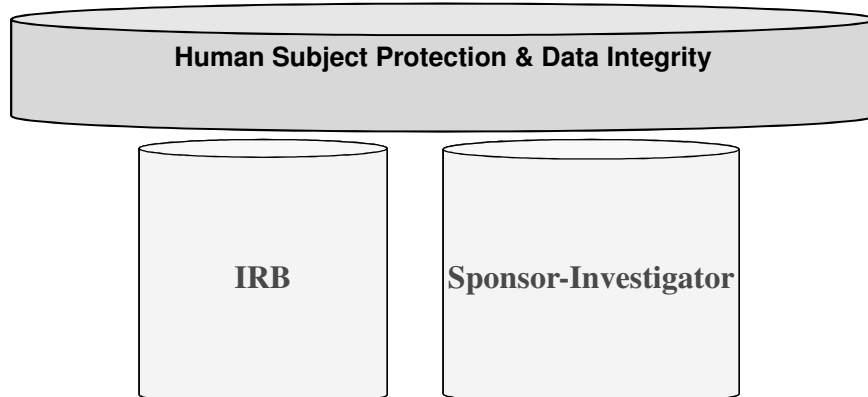 Human Subject Protection & Data Integrity
IRB
Sponsor-Investigator